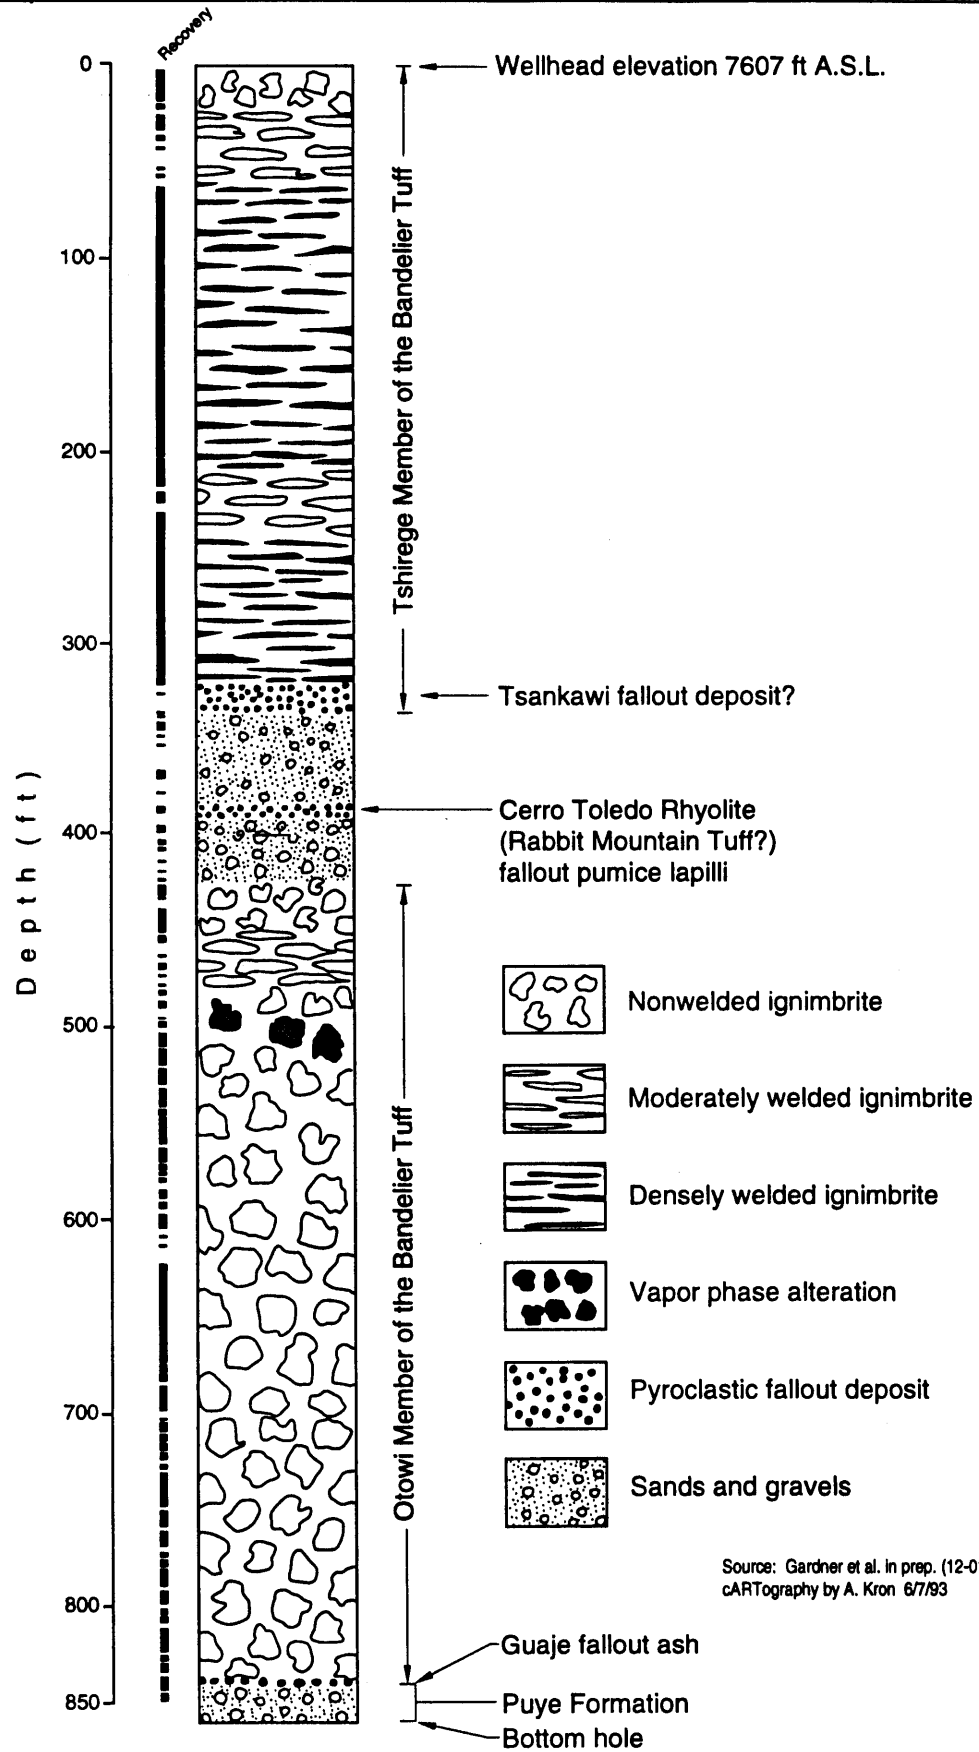 Recovery
0
100
200
300
400
500
600
700
800
850
Depth (ft)
Wellhead elevation 7607 ft A.S.L.
Tshirege Member of the Bandelier Tuff
Tsankawi fallout deposit?
Cerro Toledo Rhyolite
(Rabbit Mountain Tuff?)
fallout pumice lapilli
Otowi Member of the Bandelier Tuff
Nonwelded ignimbrite
Moderately welded ignimbrite
Densely welded ignimbrite
Vapor phase alteration
Pyroclastic fallout deposit
Sands and gravels
Source: Gardner et al. in prep. (12-0
cARTography by A. Kron 6/7/93
Guaje fallout ash
Puye Formation
Bottom hole